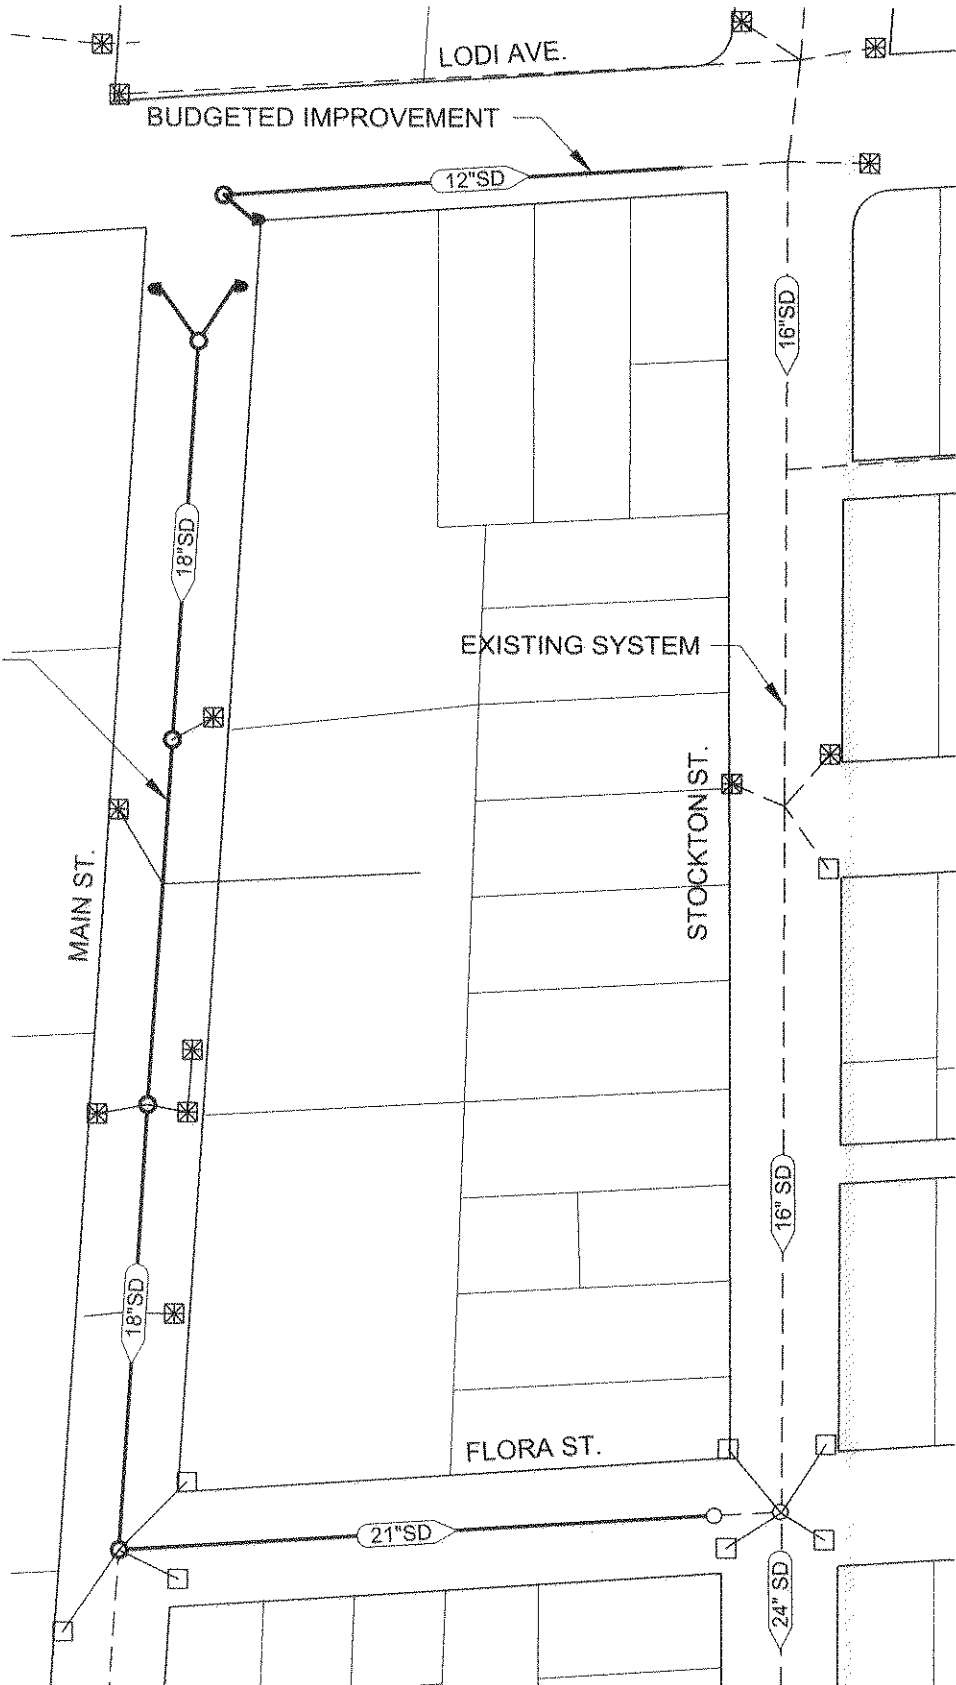 LODI AVE.
BUDGETED IMPROVEMENT
12"SD
16"SD
18"SD
EXISTING SYSTEM
STOCKTON ST.
MAIN ST.
16" SD
18"SD
FLORA ST.
21"SD
24" SD